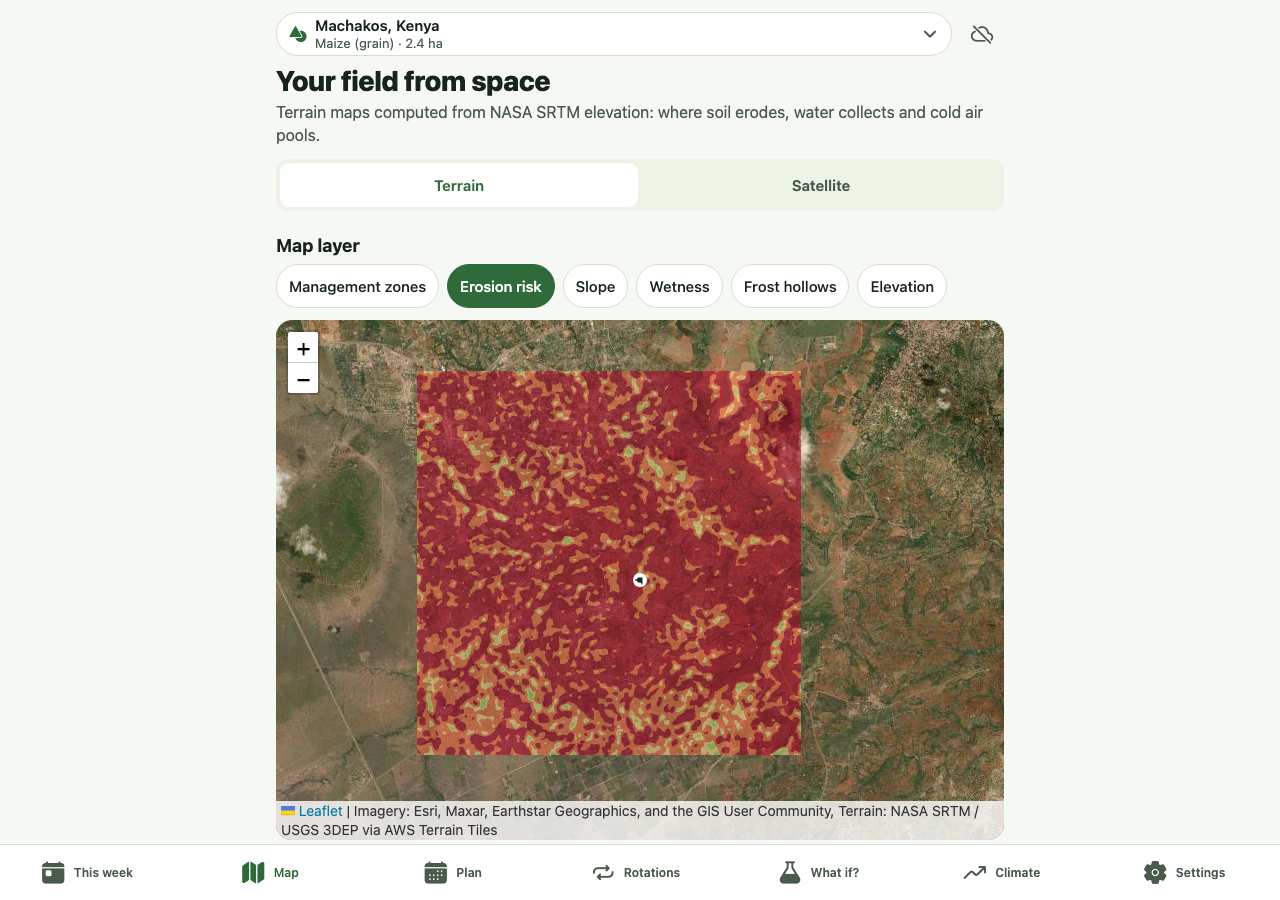 Machakos, Kenya
Maize (grain) · 2.4 ha
Your field from space
Terrain maps computed from NASA SRTM elevation: where soil erodes, water collects and cold air
pools.
Terrain
Satellite
Map layer
Management zones
Erosion risk
Slope
Wetness
Frost hollows
Elevation
+
−
Leaflet | Imagery: Esri, Maxar, Earthstar Geographics, and the GIS User Community, Terrain: NASA SRTM /
USGS 3DEP via AWS Terrain Tiles
This week
Map
Plan
Rotations
What if?
Climate
Settings